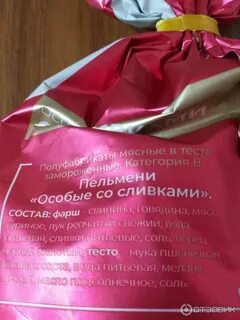 Полуфабрикаты мясные в тесте
замороженные. Категория В.
Пельмени
«Особые со сливками».
СОСТАВ: фарш - свинина, говядина, мясо
куриное, лук репчатый свежий, вода
питьевая, сливки питьевые, соль, перец
тесто мука пшеничная
сорта, вода питьевая, меланж
масло подсолнечное, соль.
ОТЗОВИК